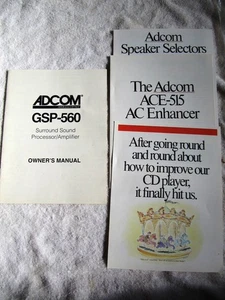 ADCOM
GSP-560
Surround Sound
Processor/Amplifier
OWNER'S MANUAL
Adcom
Speaker Selectors
The Adcom
ACE-515
AC Enhancer
After going round
and round about
how to improve our
CD player,
it finally hit us.